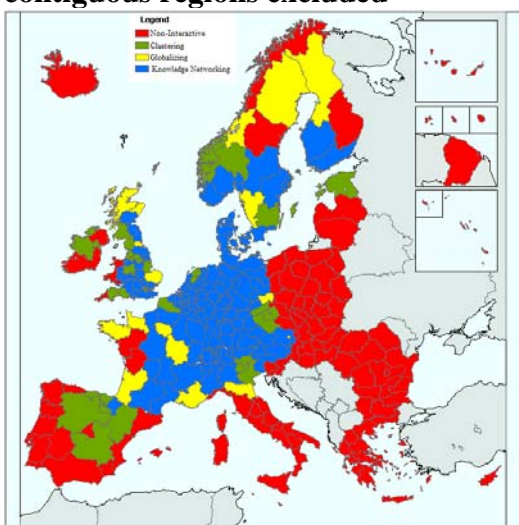 contiguous regions excluded
Legend
Non-Interactive
Clustering
Globalizing
Knowledge Networking